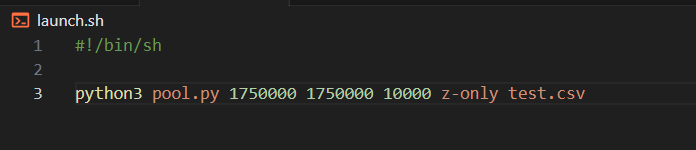 launch.sh
1 #!/bin/sh
2
3 python3 pool.py 1750000 1750000 10000 z-only test.csv